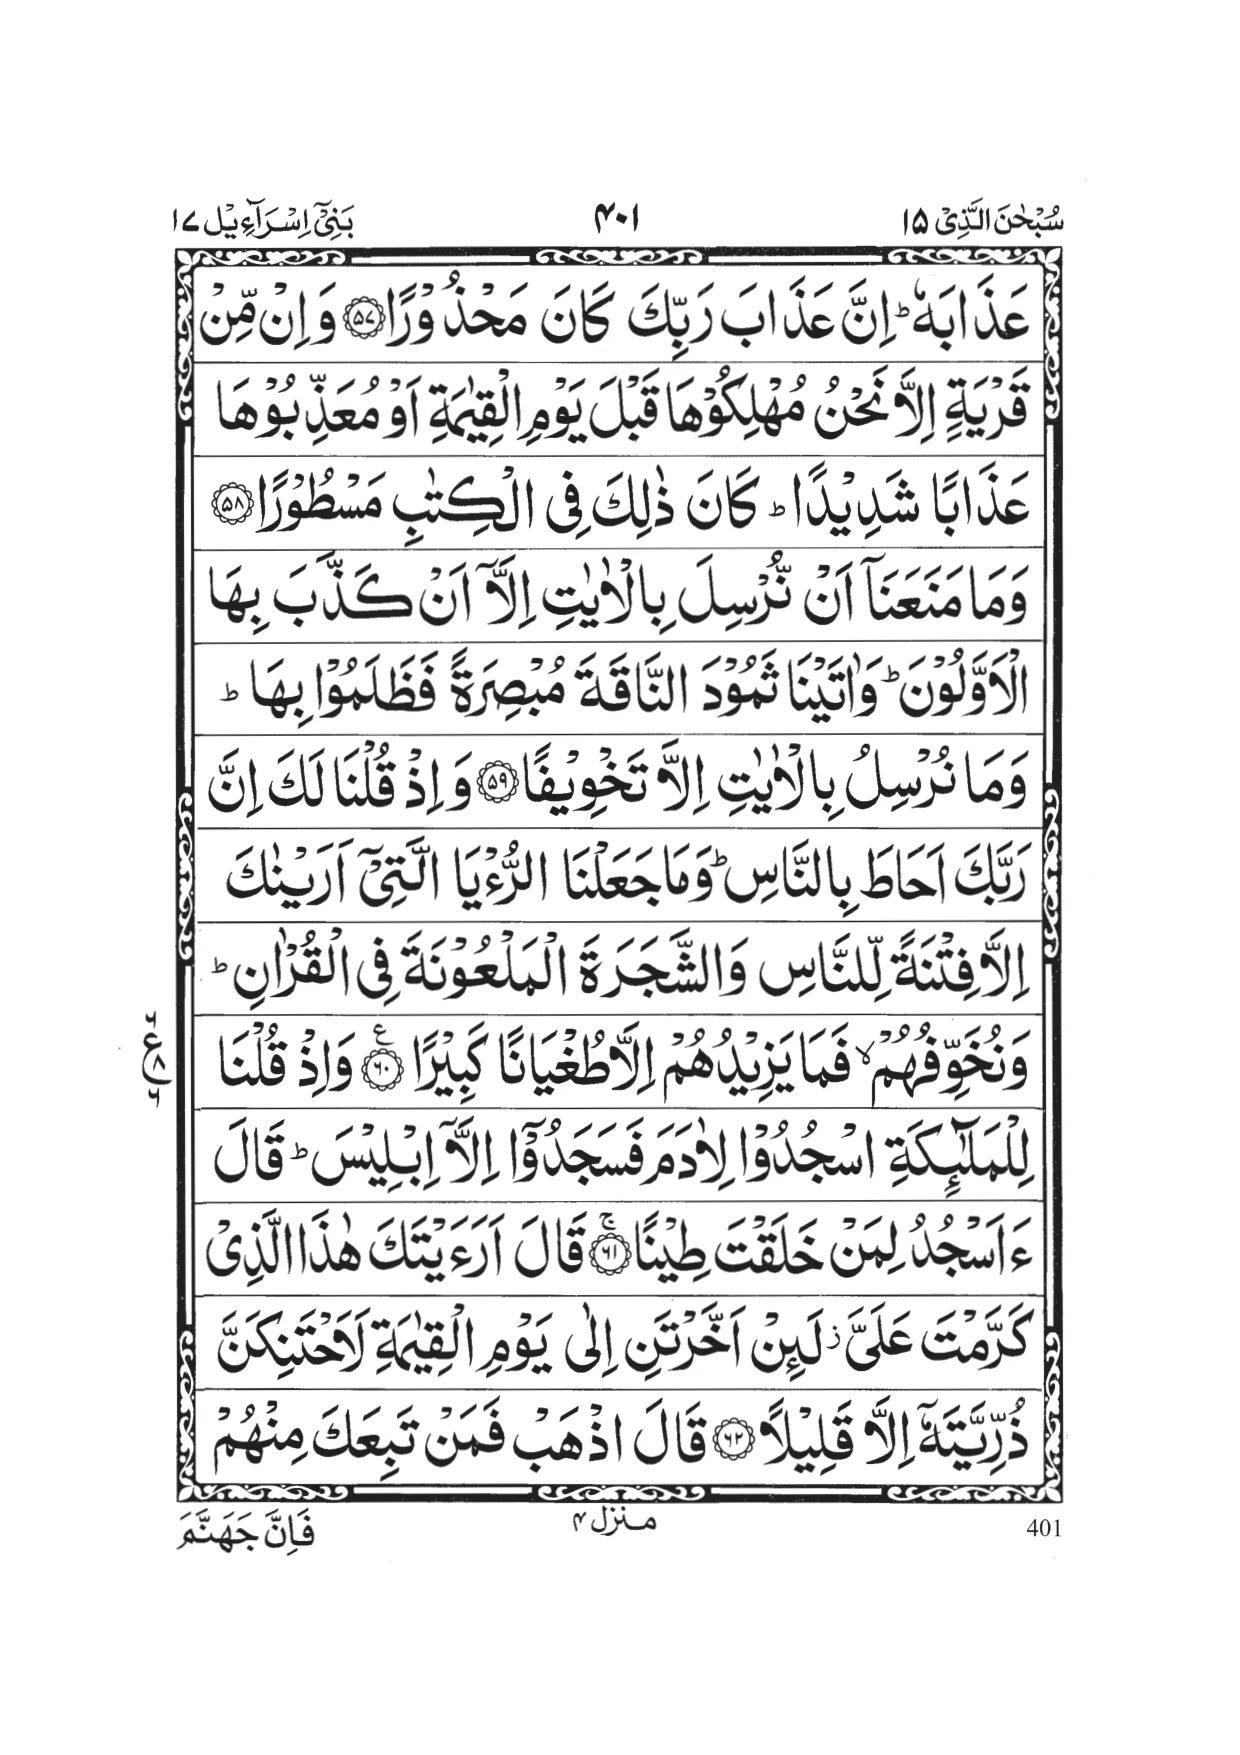 سُبْحٰنَ الَّذِیْ ۱۵ ۴۰۱ بَنِیْۤ اِسْرَآءِیْل ۱۷
عَذَابَهٗ ؕ اِنَّ عَذَابَ رَبِّكَ كَانَ مَحْذُوْرًا ﴿۵۷﴾ وَ اِنْ مِّنْ
قَرْیَةٍ اِلَّا نَحْنُ مُهْلِكُوْهَا قَبْلَ یَوْمِ الْقِیٰمَةِ اَوْ مُعَذِّبُوْهَا
عَذَابًا شَدِیْدًا ؕ كَانَ ذٰلِكَ فِی الْكِتٰبِ مَسْطُوْرًا ﴿۵۸﴾
وَمَا مَنَعَنَاۤ اَنْ نُّرْسِلَ بِالْاٰیٰتِ اِلَّاۤ اَنْ كَذَّبَ بِهَا
الْاَوَّلُوْنَ ؕ وَاٰتَیْنَا ثَمُوْدَ النَّاقَةَ مُبْصِرَةً فَظَلَمُوْا بِهَا ؕ
وَمَا نُرْسِلُ بِالْاٰیٰتِ اِلَّا تَخْوِیْفًا ﴿۵۹﴾ وَ اِذْ قُلْنَا لَكَ اِنَّ
رَبَّكَ اَحَاطَ بِالنَّاسِ ؕ وَمَا جَعَلْنَا الرُّءْیَا الَّتِیْۤ اَرَیْنٰكَ
اِلَّا فِتْنَةً لِّلنَّاسِ وَالشَّجَرَةَ الْمَلْعُوْنَةَ فِی الْقُرْاٰنِ ؕ
وَنُخَوِّفُهُمْ ۙ فَمَا یَزِیْدُهُمْ اِلَّا طُغْیَانًا كَبِیْرًا ﴿۶۰﴾ ع وَاِذْ قُلْنَا
لِلْمَلٰٓىِٕكَةِ اسْجُدُوْا لِاٰدَمَ فَسَجَدُوْۤا اِلَّاۤ اِبْلِیْسَ ؕ قَالَ
ءَاَسْجُدُ لِمَنْ خَلَقْتَ طِیْنًا ﴿۶۱﴾ ۚ قَالَ اَرَءَیْتَكَ هٰذَا الَّذِیْ
كَرَّمْتَ عَلَیَّ ؗ لَىِٕنْ اَخَّرْتَنِ اِلٰی یَوْمِ الْقِیٰمَةِ لَاَحْتَنِكَنَّ
ذُرِّیَّتَهٗۤ اِلَّا قَلِیْلًا ﴿۶۲﴾ قَالَ اذْهَبْ فَمَنْ تَبِعَكَ مِنْهُمْ
401 مـنزل ۴ فَاِنَّ جَهَنَّمَ